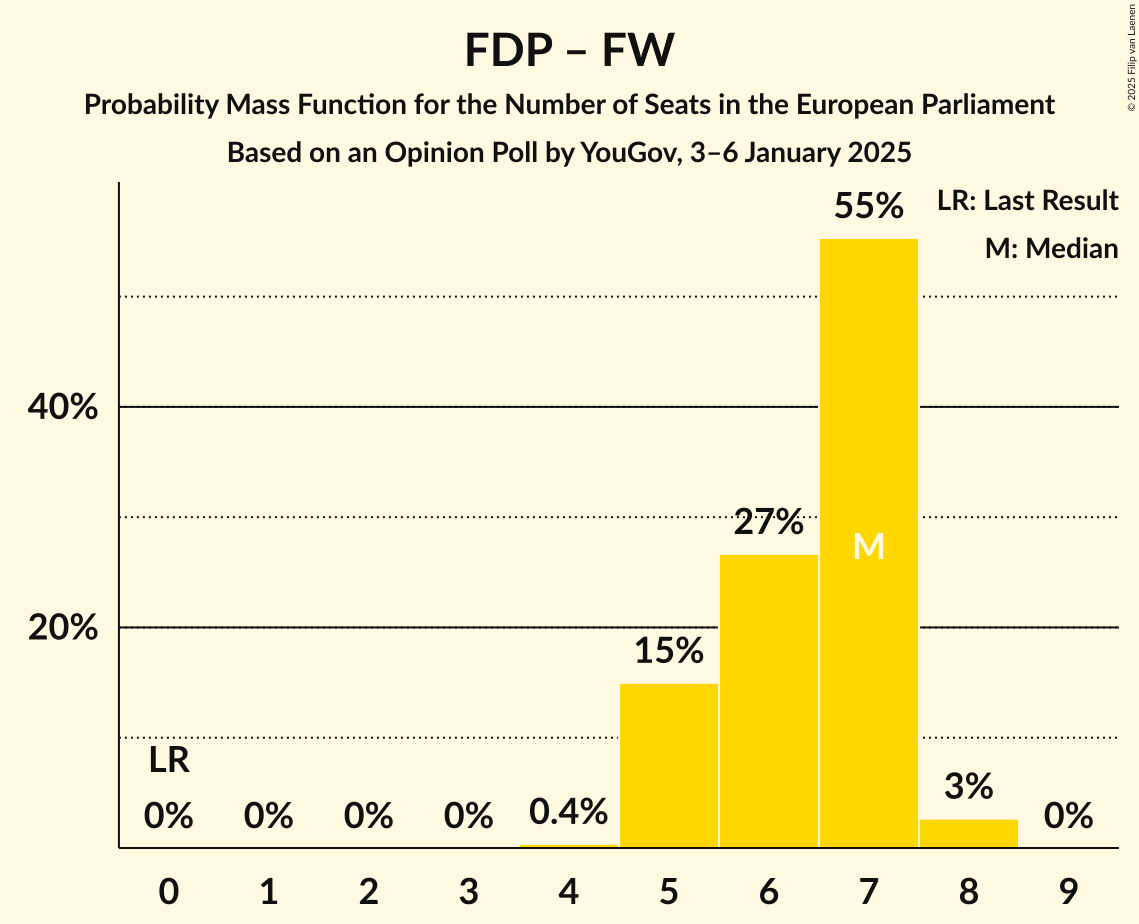 FDP – FW
Probability Mass Function for the Number of Seats in the European Parliament
Based on an Opinion Poll by YouGov, 3–6 January 2025
© 2025 Filip van Laenen
LR: Last Result
M: Median
55%
40%
27%
M
20%
15%
LR
0%
0%
0%
0%
0.4%
3%
0%
0
1
2
3
4
5
6
7
8
9